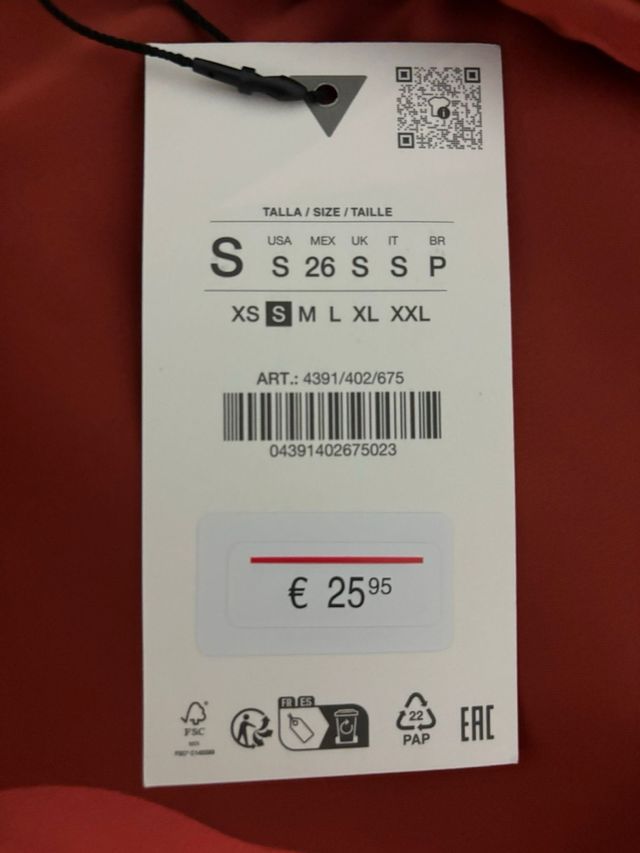 TALLA / SIZE / TAILLE
USA MEX UK IT BR
S S 26 S S P
XS S M L XL XXL
ART.: 4391/402/675
04391402675023
€ 25 95
FR ES
FSC
MIX
22
PAP
EAC